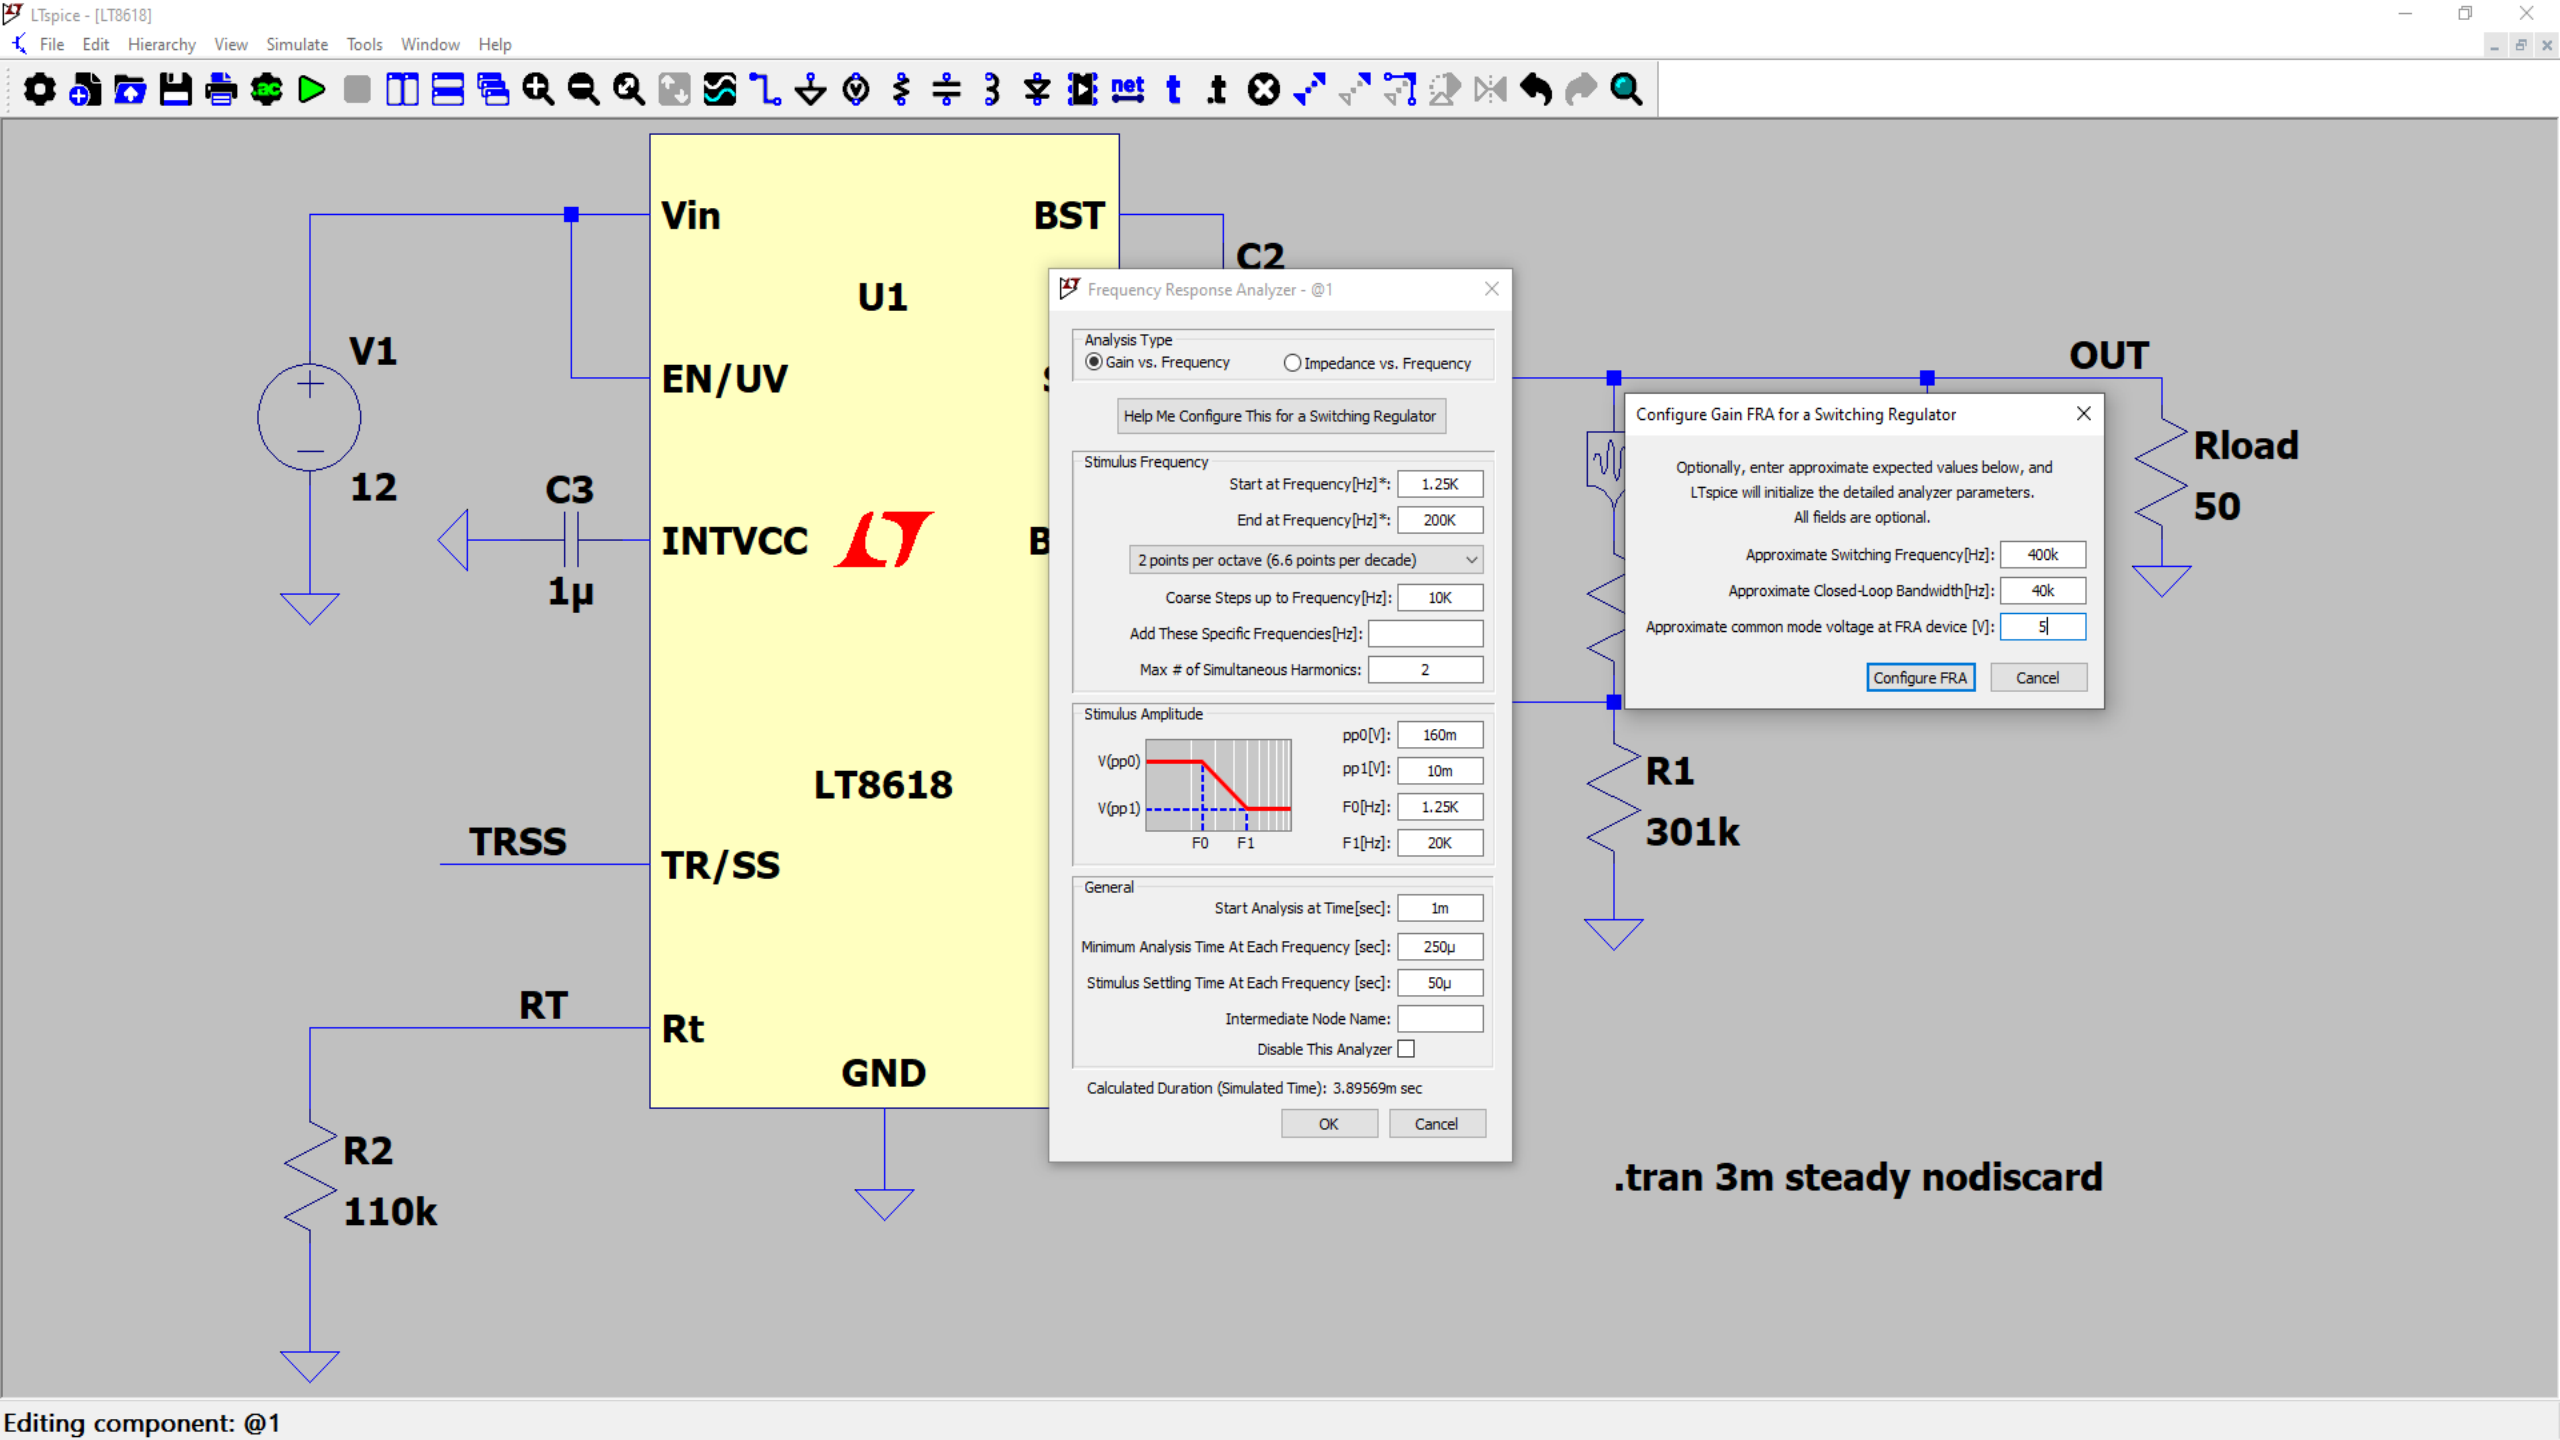 LTspice - [LT8618]
File Edit Hierarchy View Simulate Tools Window Help
.ac net t .t
Vin BST
C2
U1
V1
EN/UV
+
12
C3
INTVCC
1µ
LT8618
TRSS
TR/SS
RT
Rt
GND
R2
110k
OUT
Rload
50
R1
301k
.tran 3m steady nodiscard
Frequency Response Analyzer - @1
Analysis Type
Gain vs. Frequency Impedance vs. Frequency
Help Me Configure This for a Switching Regulator
Stimulus Frequency
Start at Frequency[Hz]*: 1.25K
End at Frequency[Hz]*: 200K
2 points per octave (6.6 points per decade)
Coarse Steps up to Frequency[Hz]: 10K
Add These Specific Frequencies[Hz]:
Max # of Simultaneous Harmonics: 2
Stimulus Amplitude
pp0[V]: 160m
V(pp0)
pp1[V]: 10m
V(pp1)
F0[Hz]: 1.25K
F0 F1
F1[Hz]: 20K
General
Start Analysis at Time[sec]: 1m
Minimum Analysis Time At Each Frequency [sec]: 250µ
Stimulus Settling Time At Each Frequency [sec]: 50µ
Intermediate Node Name:
Disable This Analyzer
Calculated Duration (Simulated Time): 3.89569m sec
OK Cancel
Configure Gain FRA for a Switching Regulator
Optionally, enter approximate expected values below, and
LTspice will initialize the detailed analyzer parameters.
All fields are optional.
Approximate Switching Frequency[Hz]: 400k
Approximate Closed-Loop Bandwidth[Hz]: 40k
Approximate common mode voltage at FRA device [V]: 5
Configure FRA Cancel
Editing component: @1